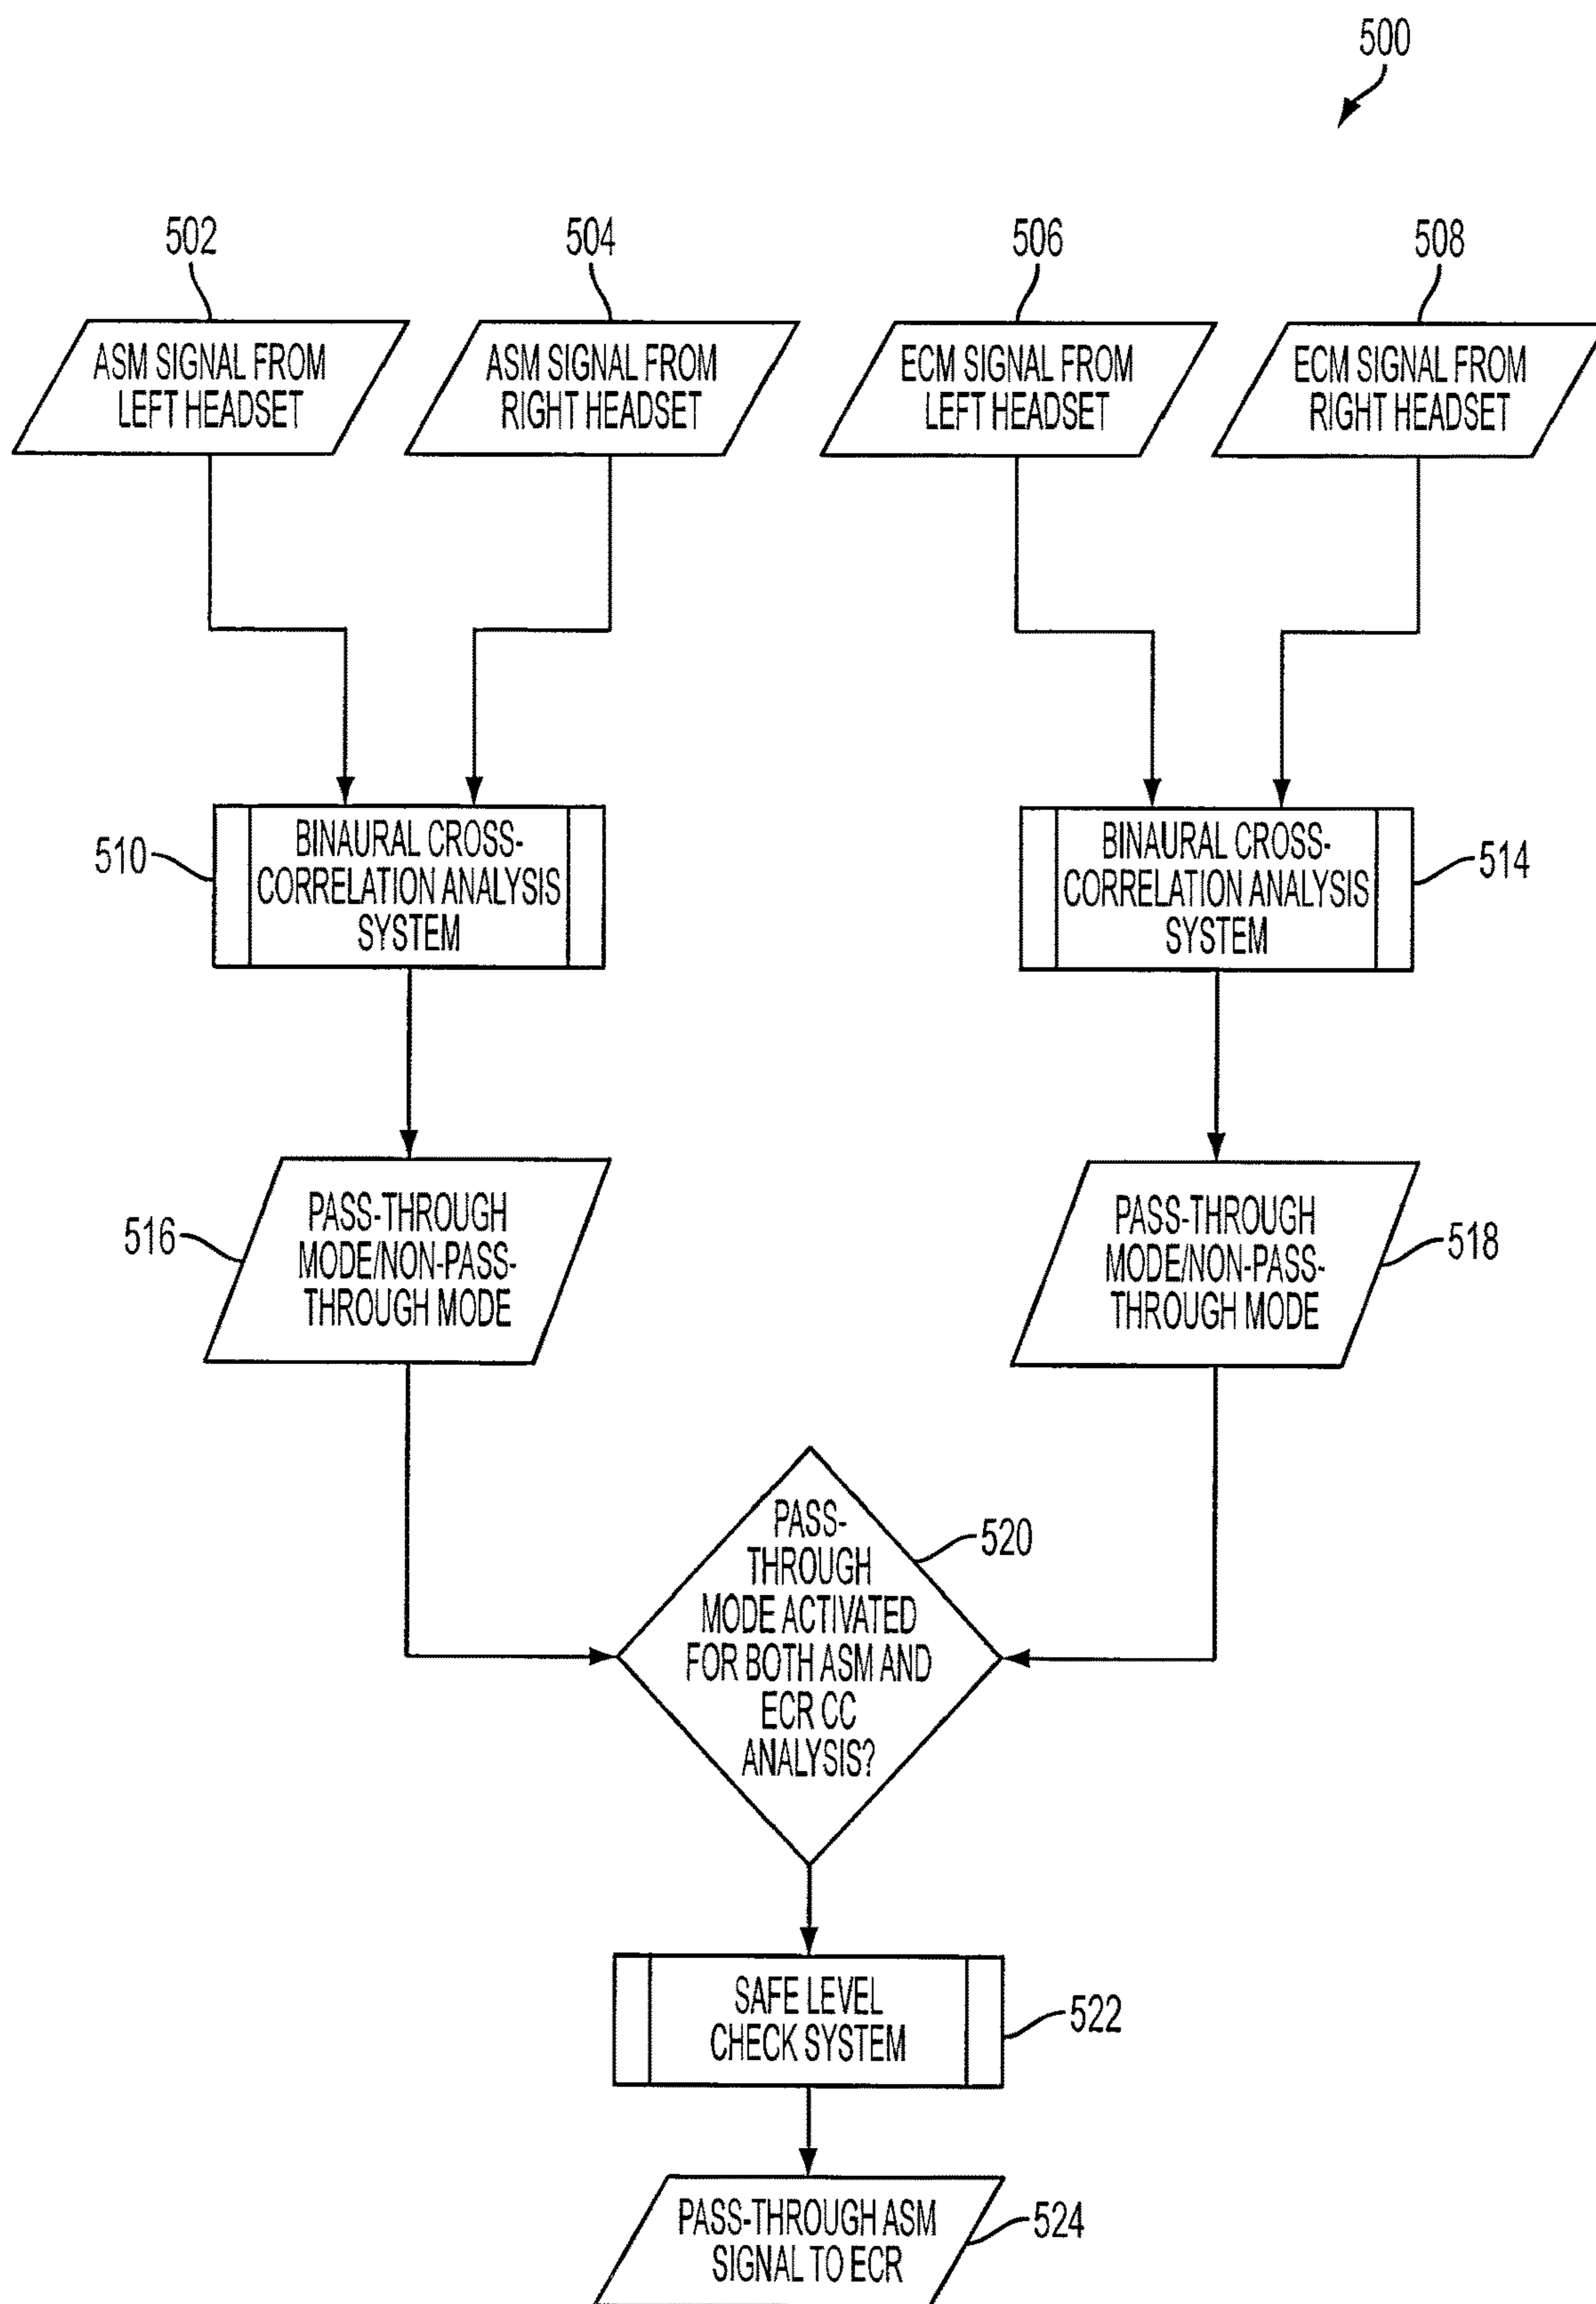 500
502
504
506
508
ASM SIGNAL FROM
LEFT HEADSET
ASM SIGNAL FROM
RIGHT HEADSET
ECM SIGNAL FROM
LEFT HEADSET
ECM SIGNAL FROM
RIGHT HEADSET
510
BINAURAL CROSS-
CORRELATION ANALYSIS
SYSTEM
BINAURAL CROSS-
CORRELATION ANALYSIS
SYSTEM
514
516
PASS-THROUGH
MODE/NON-PASS-
THROUGH MODE
PASS-THROUGH
MODE/NON-PASS-
THROUGH MODE
518
PASS-
THROUGH
MODE ACTIVATED
FOR BOTH ASM AND
ECR CC
ANALYSIS?
520
SAFE LEVEL
CHECK SYSTEM
522
PASS-THROUGH ASM
SIGNAL TO ECR
524